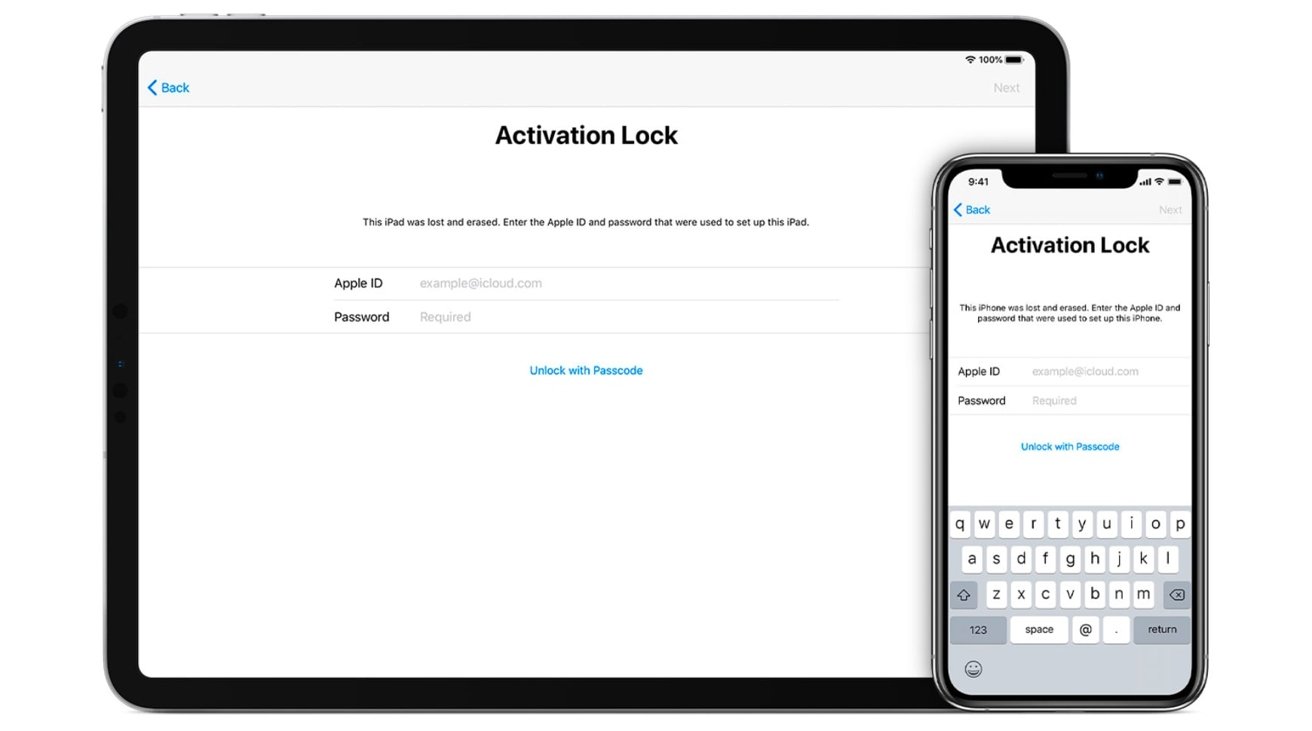 100%
Back
Next
Activation Lock
This iPad was lost and erased. Enter the Apple ID and password that were used to set up this iPad.
Apple ID example@icloud.com
Password Required
Unlock with Passcode
9:41
Back
Next
Activation Lock
This iPhone was lost and erased. Enter the Apple ID and
password that were used to set up this iPhone.
Apple ID example@icloud.com
Password Required
Unlock with Passcode
q w e r t y u i o p
a s d f g h j k l
z x c v b n m
123 space @ . return